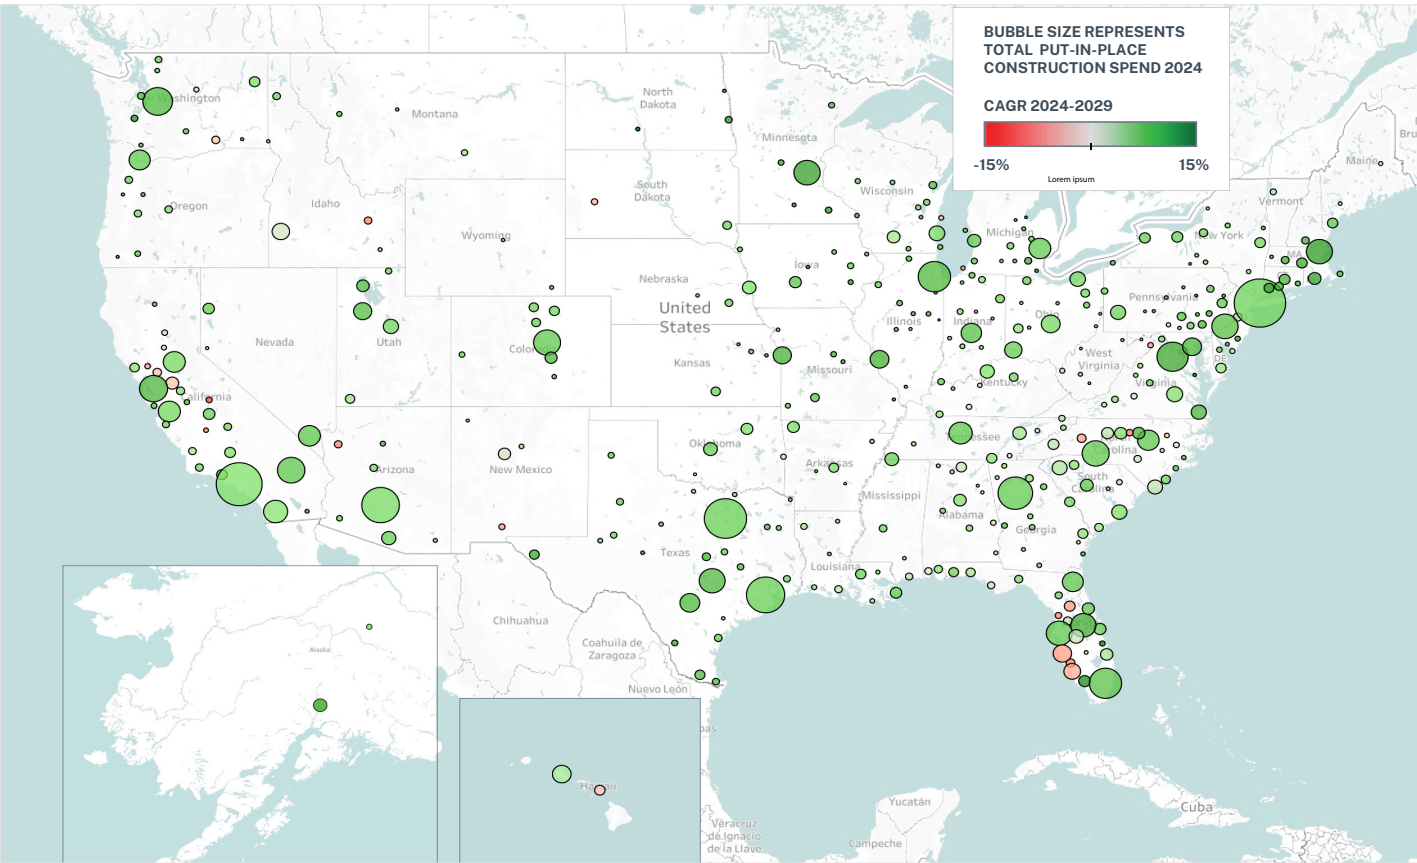 BUBBLE SIZE REPRESENTS
TOTAL PUT-IN-PLACE
CONSTRUCTION SPEND 2024
CAGR 2024-2029
-15%
15%
Lorem ipsum
Washington
Montana
North
Dakota
Minnesota
Maine
Oregon
Idaho
South
Dakota
Wisconsin
Vermont
Wyoming
Michigan
New York
MA
Nebraska
Iowa
Pennsylvania
United
States
Nevada
Utah
Illinois
Indiana
Ohio
Kansas
Missouri
West
Virginia
DE
California
Kentucky
Virginia
Arizona
New Mexico
Oklahoma
Arkansas
Tennessee
Carolina
South
Carolina
Mississippi
Alabama
Georgia
Texas
Louisiana
Chihuahua
Coahuila de
Zaragoza
Nuevo León
Alaska
Yucatán
Cuba
Veracruz
de Ignacio
de la Llave
Campeche